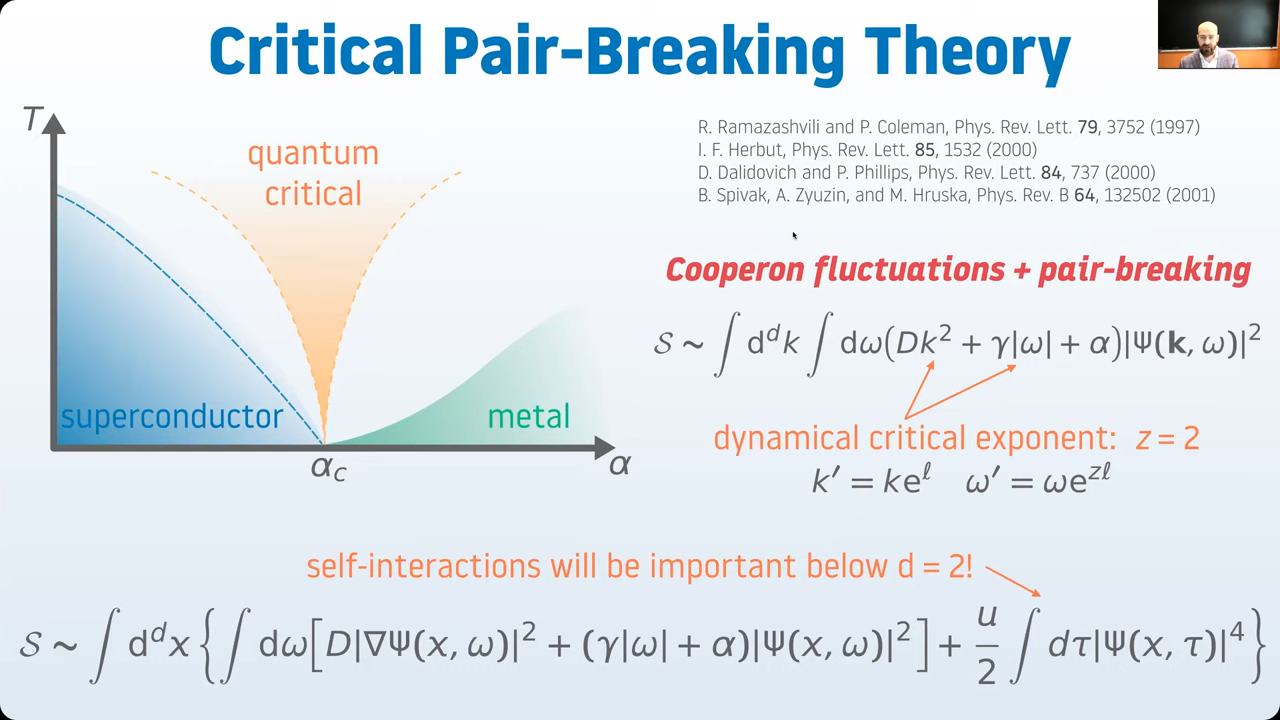 Critical Pair-Breaking Theory
T
quantum
critical
superconductor
metal
α_c
α
R. Ramazashvili and P. Coleman, Phys. Rev. Lett. 79, 3752 (1997)
I. F. Herbut, Phys. Rev. Lett. 85, 1532 (2000)
D. Dalidovich and P. Phillips, Phys. Rev. Lett. 84, 737 (2000)
B. Spivak, A. Zyuzin, and M. Hruska, Phys. Rev. B 64, 132502 (2001)
Cooperon fluctuations + pair-breaking
𝒮 ~ ∫ d^d k ∫ dω(Dk² + γ|ω| + α)|Ψ(k, ω)|²
dynamical critical exponent: z = 2
k′ = ke^ℓ ω′ = ωe^{zℓ}
self-interactions will be important below d = 2!
𝒮 ~ ∫ d^d x {∫ dω[D|∇Ψ(x, ω)|² + (γ|ω| + α)|Ψ(x, ω)|²] + u/2 ∫ dτ|Ψ(x, τ)|⁴}